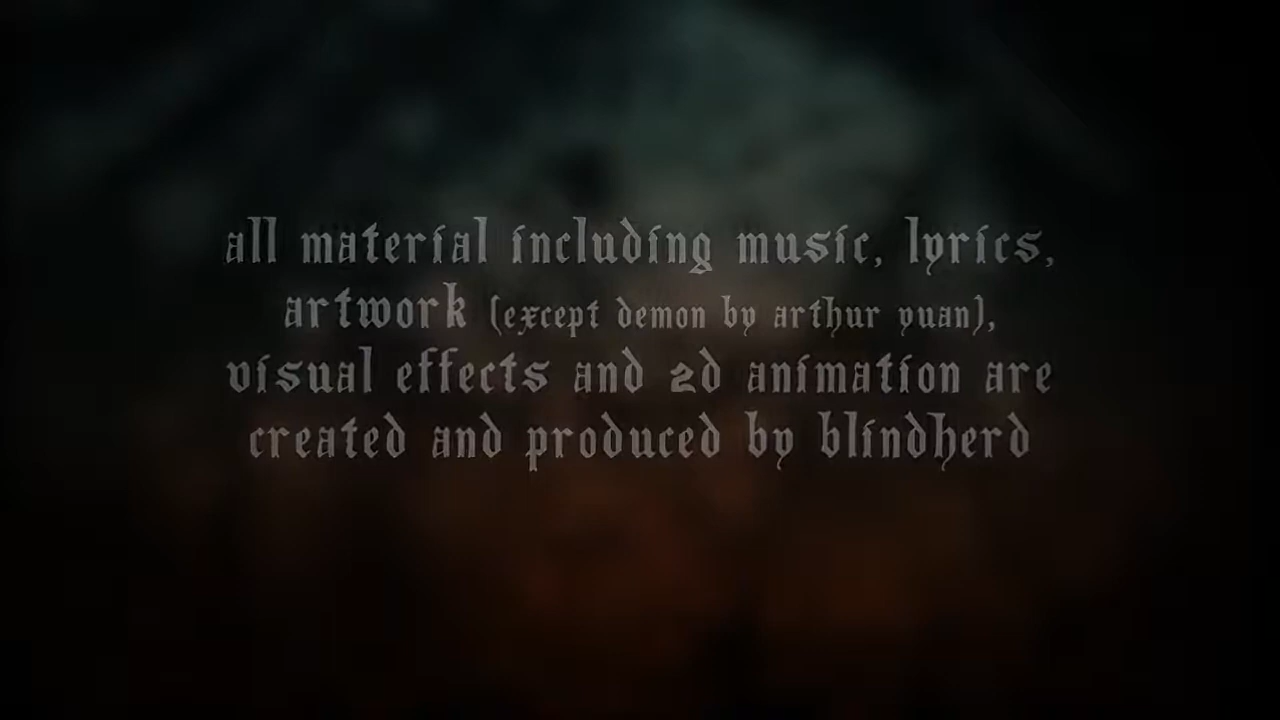 all material including music, lyrics,
artwork (except demon by arthur yuan),
visual effects and 2d animation are
created and produced by blindherd